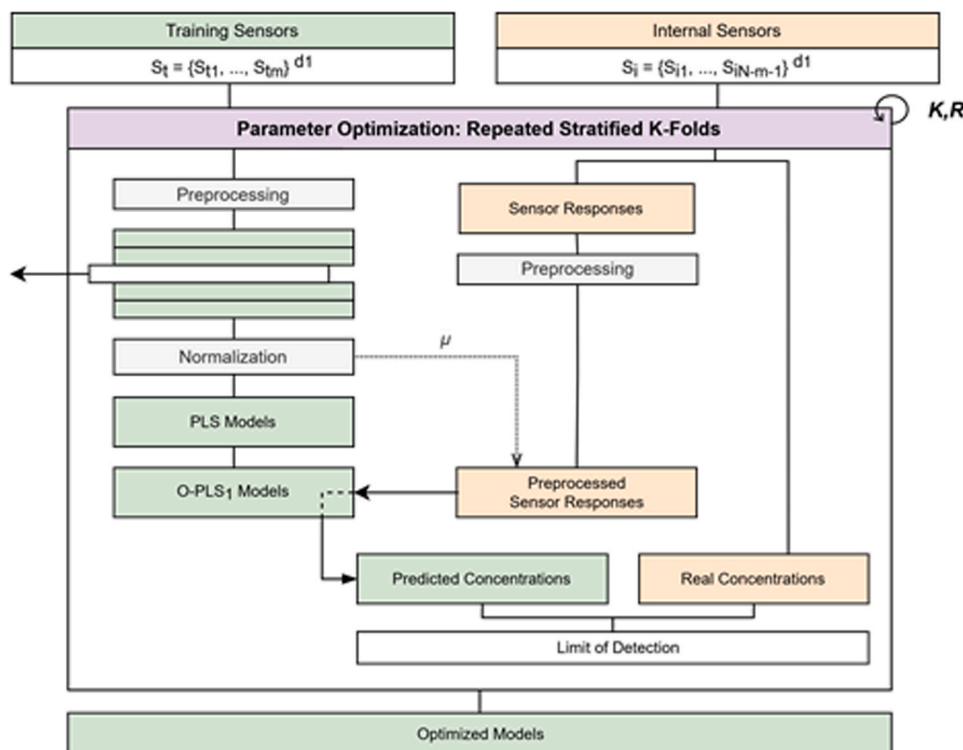 Training Sensors
Internal Sensors
St = {St1, ..., Stm} d1
Si = {Si1, ..., SiN-m-1} d1
Parameter Optimization: Repeated Stratified K-Folds
K,R
Preprocessing
Sensor Responses
Preprocessing
μ
Normalization
PLS Models
O-PLS1 Models
Preprocessed
Sensor Responses
Predicted Concentrations
Real Concentrations
Limit of Detection
Optimized Models